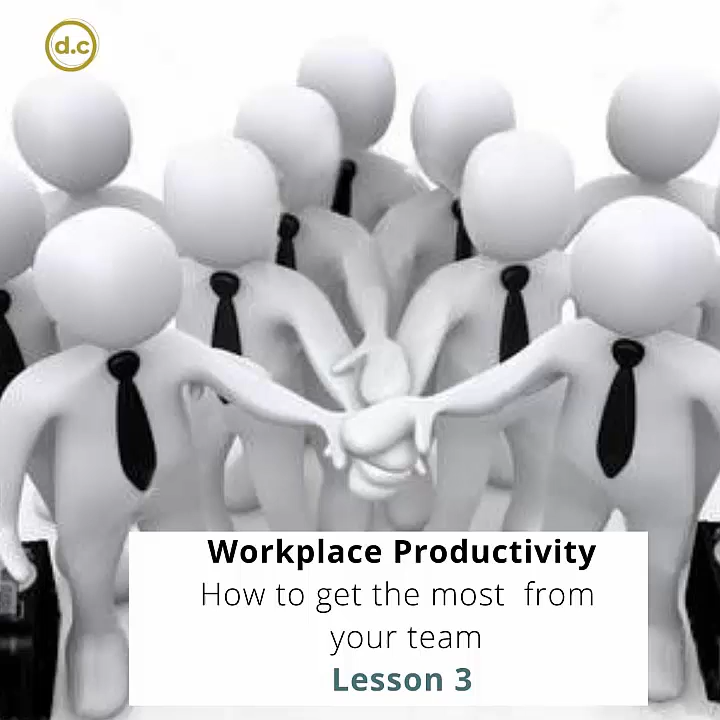 d.c
Workplace Productivity
How to get the most from
your team
Lesson 3